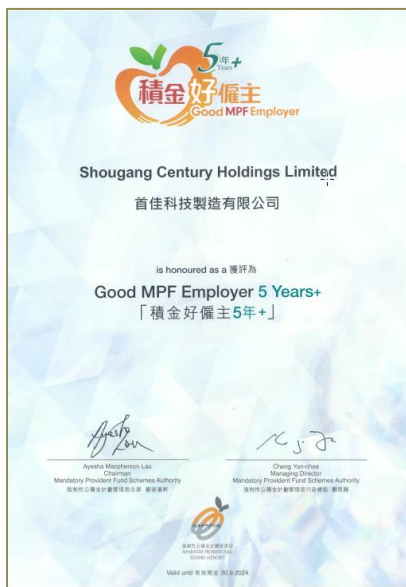 5年+
Years
積金好僱主
Good MPF Employer
Shougang Century Holdings Limited
首佳科技製造有限公司
is honoured as a 獲評為
Good MPF Employer 5 Years+
「積金好僱主5年+」
Ayesha Macpherson Lau
Chairman
Mandatory Provident Fund Schemes Authority
強制性公積金計劃管理局主席 劉麥嘉軒
Cheng Yan-chee
Managing Director
Mandatory Provident Fund Schemes Authority
強制性公積金計劃管理局行政總監 鄭恩賜
強制性公積金計劃管理局
MANDATORY PROVIDENT FUND
SCHEMES AUTHORITY
Valid until 有效期至 30.9.2024